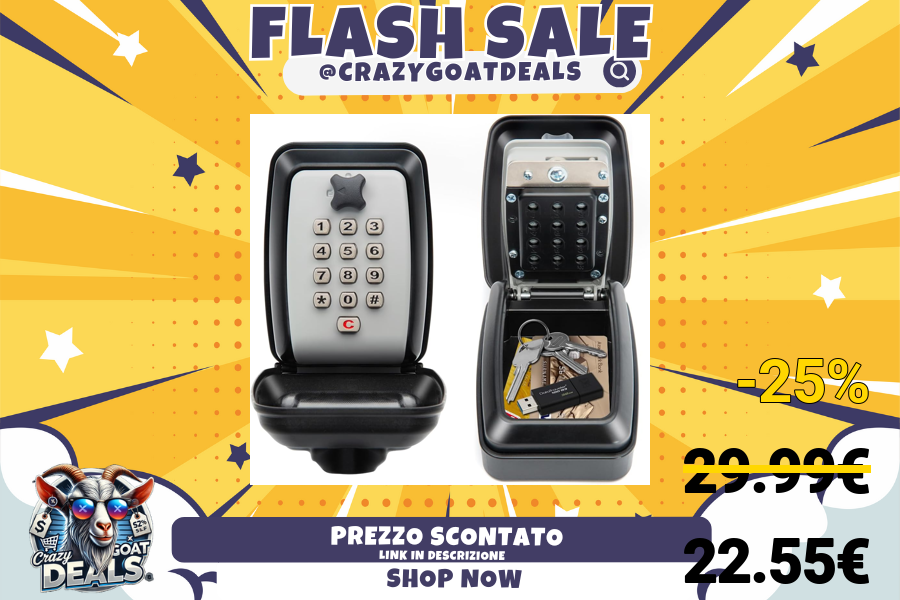 FLASH SALE
@CRAZYGOATDEALS
1 2 3
4 5 6
7 8 9
* 0 #
C
-25%
29.99€
22.55€
PREZZO SCONTATO
LINK IN DESCRIZIONE
SHOP NOW
$
52%
Crazy
GOAT
DEALS